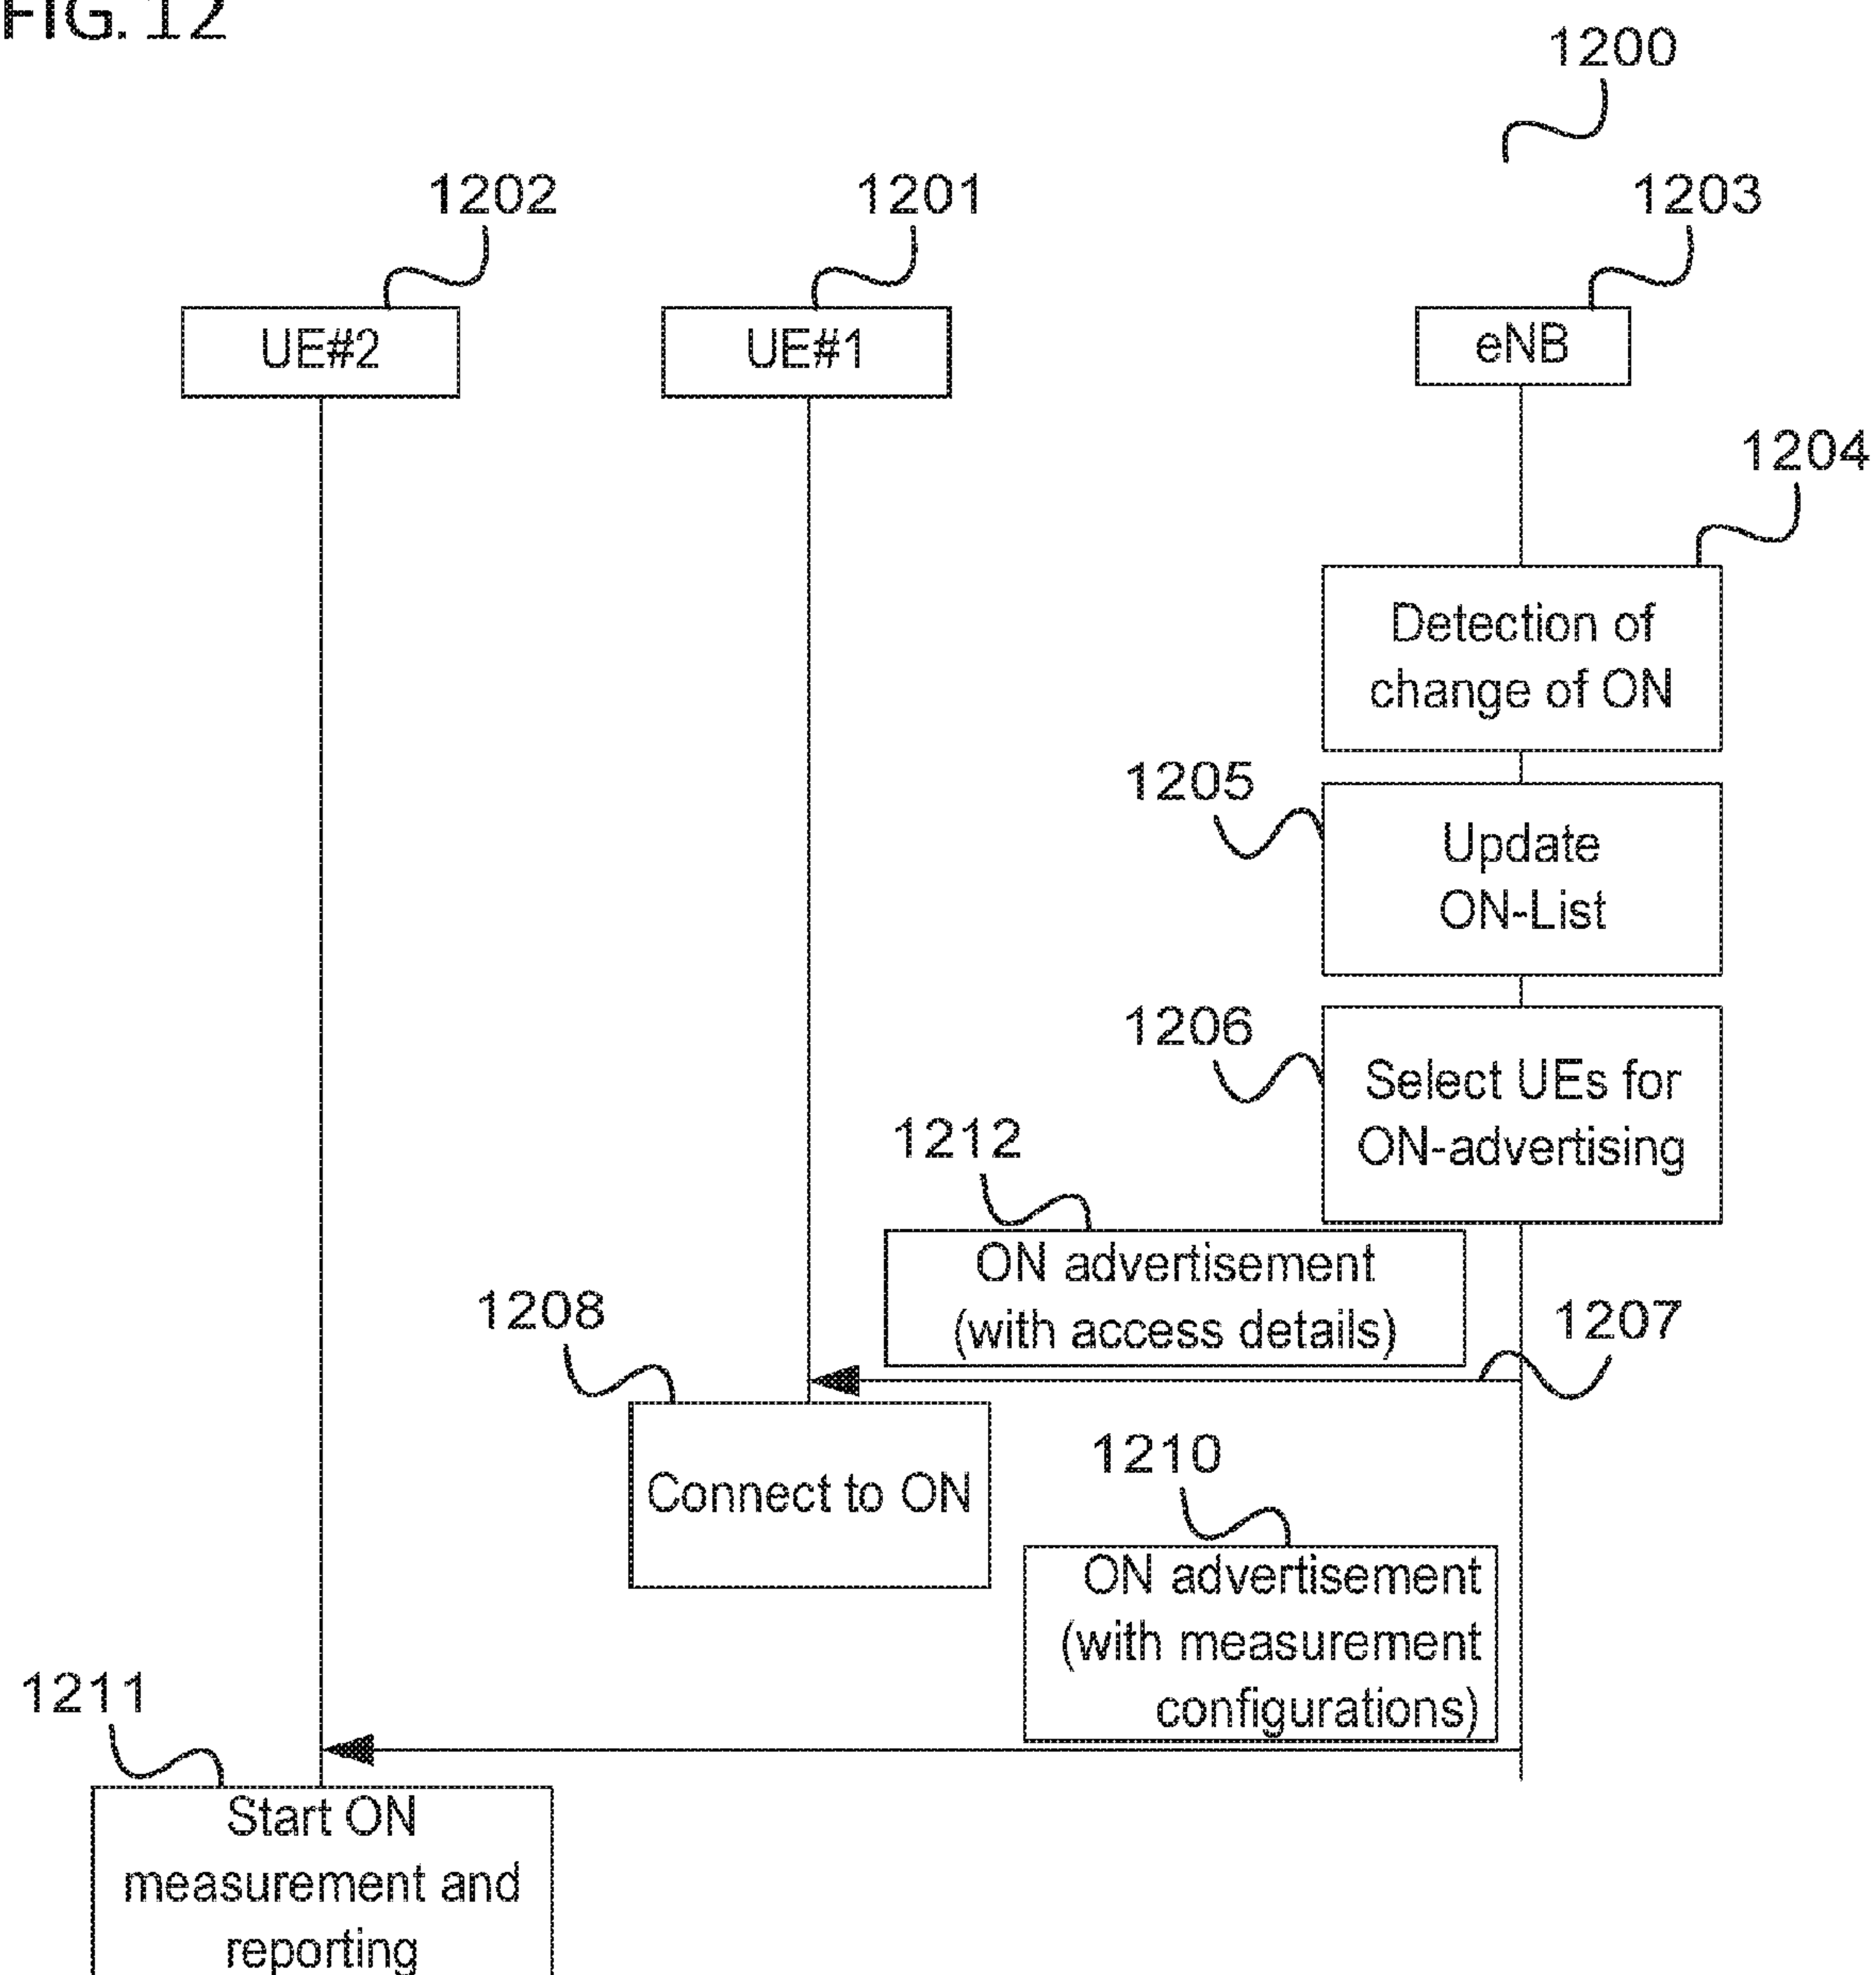 FIG. 12
1200
1202
1201
1203
UE#2
UE#1
eNB
1204
Detection of
change of ON
1205
Update
ON-List
1206
Select UEs for
ON-advertising
1212
ON advertisement
(with access details)
1207
1208
Connect to ON
1210
ON advertisement
(with measurement
configurations)
1211
Start ON
measurement and
reporting